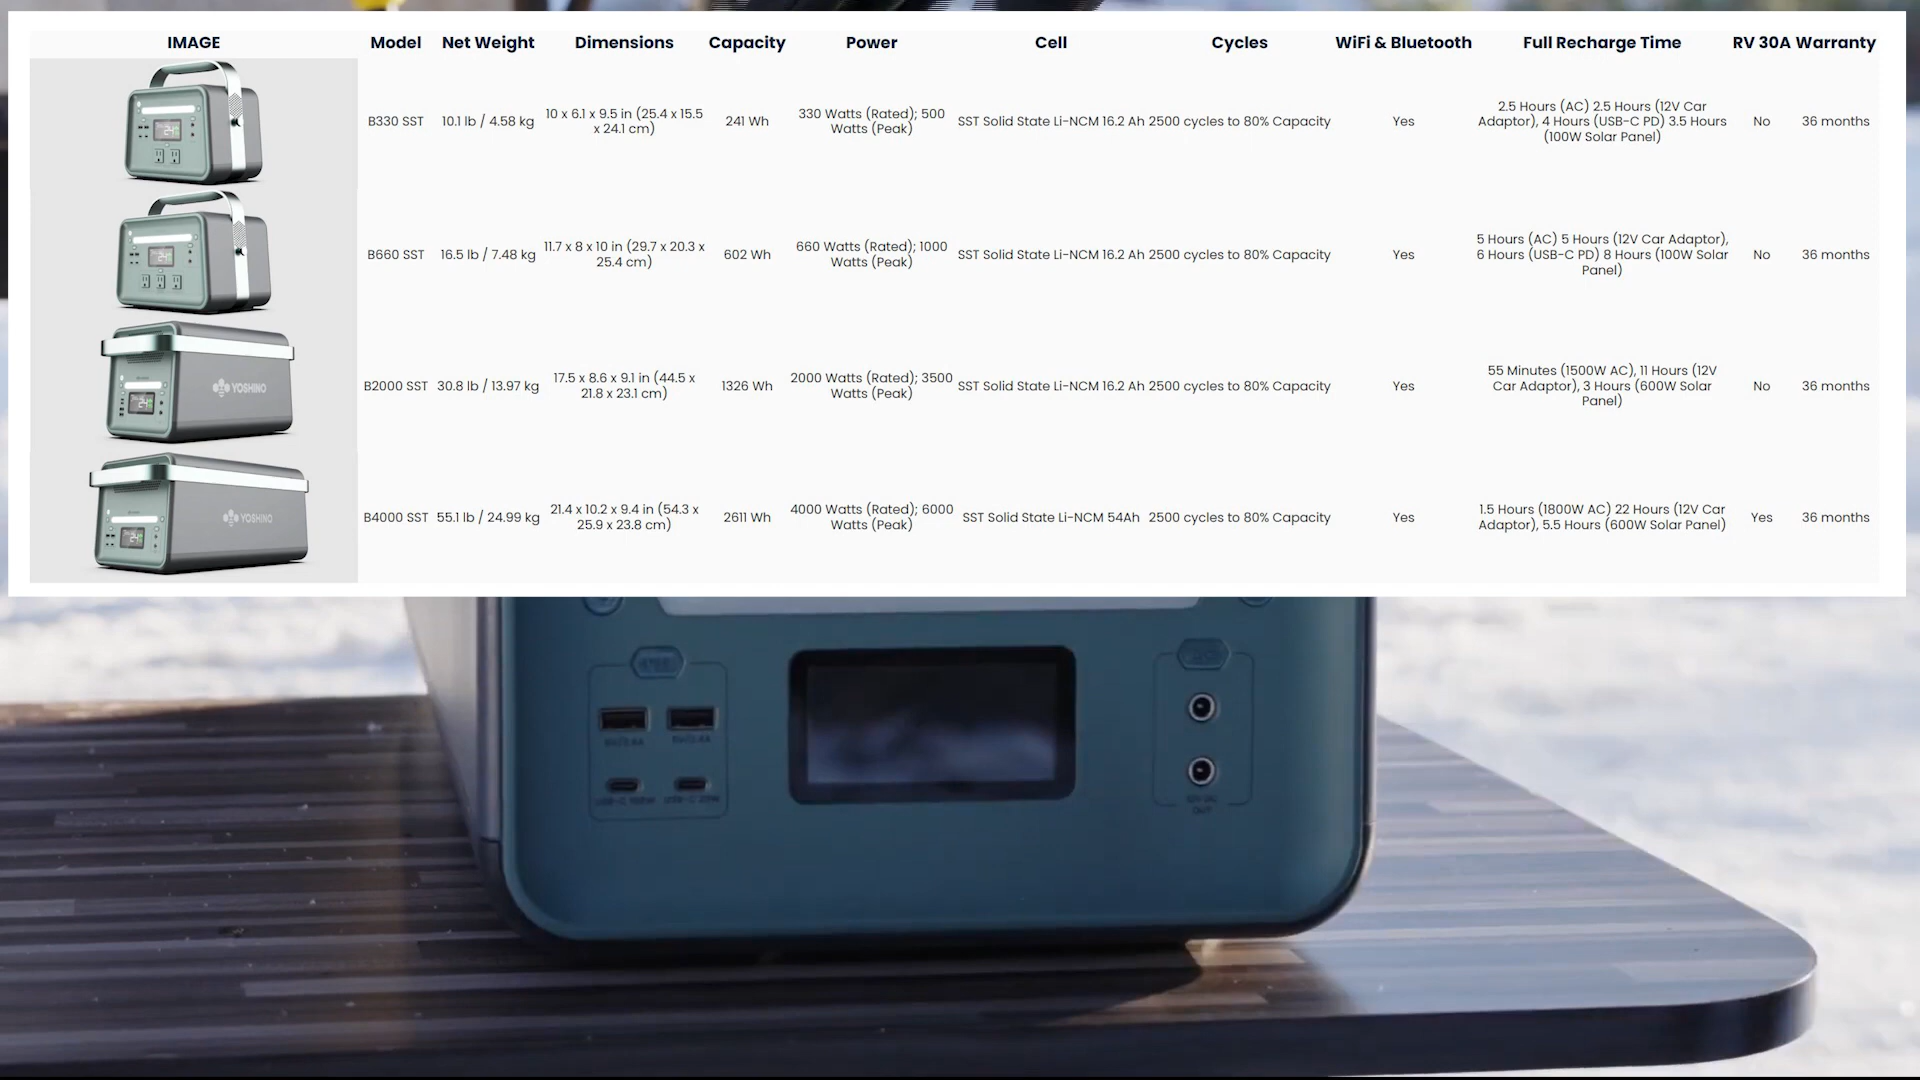 IMAGE Model Net Weight Dimensions Capacity Power Cell Cycles WiFi & Bluetooth Full Recharge Time RV 30A Warranty
B330 SST
10.1 lb / 4.58 kg
10 x 6.1 x 9.5 in (25.4 x 15.5
x 24.1 cm)
241 Wh
330 Watts (Rated); 500
Watts (Peak)
SST Solid State Li-NCM 16.2 Ah
2500 cycles to 80% Capacity
Yes
2.5 Hours (AC) 2.5 Hours (12V Car
Adaptor), 4 Hours (USB-C PD) 3.5 Hours
(100W Solar Panel)
No
36 months
B660 SST
16.5 lb / 7.48 kg
11.7 x 8 x 10 in (29.7 x 20.3 x
25.4 cm)
602 Wh
660 Watts (Rated); 1000
Watts (Peak)
SST Solid State Li-NCM 16.2 Ah
2500 cycles to 80% Capacity
Yes
5 Hours (AC) 5 Hours (12V Car Adaptor),
6 Hours (USB-C PD) 8 Hours (100W Solar
Panel)
No
36 months
YOSHINO
B2000 SST
30.8 lb / 13.97 kg
17.5 x 8.6 x 9.1 in (44.5 x
21.8 x 23.1 cm)
1326 Wh
2000 Watts (Rated); 3500
Watts (Peak)
SST Solid State Li-NCM 16.2 Ah
2500 cycles to 80% Capacity
Yes
55 Minutes (1500W AC), 11 Hours (12V
Car Adaptor), 3 Hours (600W Solar
Panel)
No
36 months
YOSHINO
B4000 SST
55.1 lb / 24.99 kg
21.4 x 10.2 x 9.4 in (54.3 x
25.9 x 23.8 cm)
2611 Wh
4000 Watts (Rated); 6000
Watts (Peak)
SST Solid State Li-NCM 54Ah
2500 cycles to 80% Capacity
Yes
1.5 Hours (1800W AC) 22 Hours (12V Car
Adaptor), 5.5 Hours (600W Solar Panel)
Yes
36 months